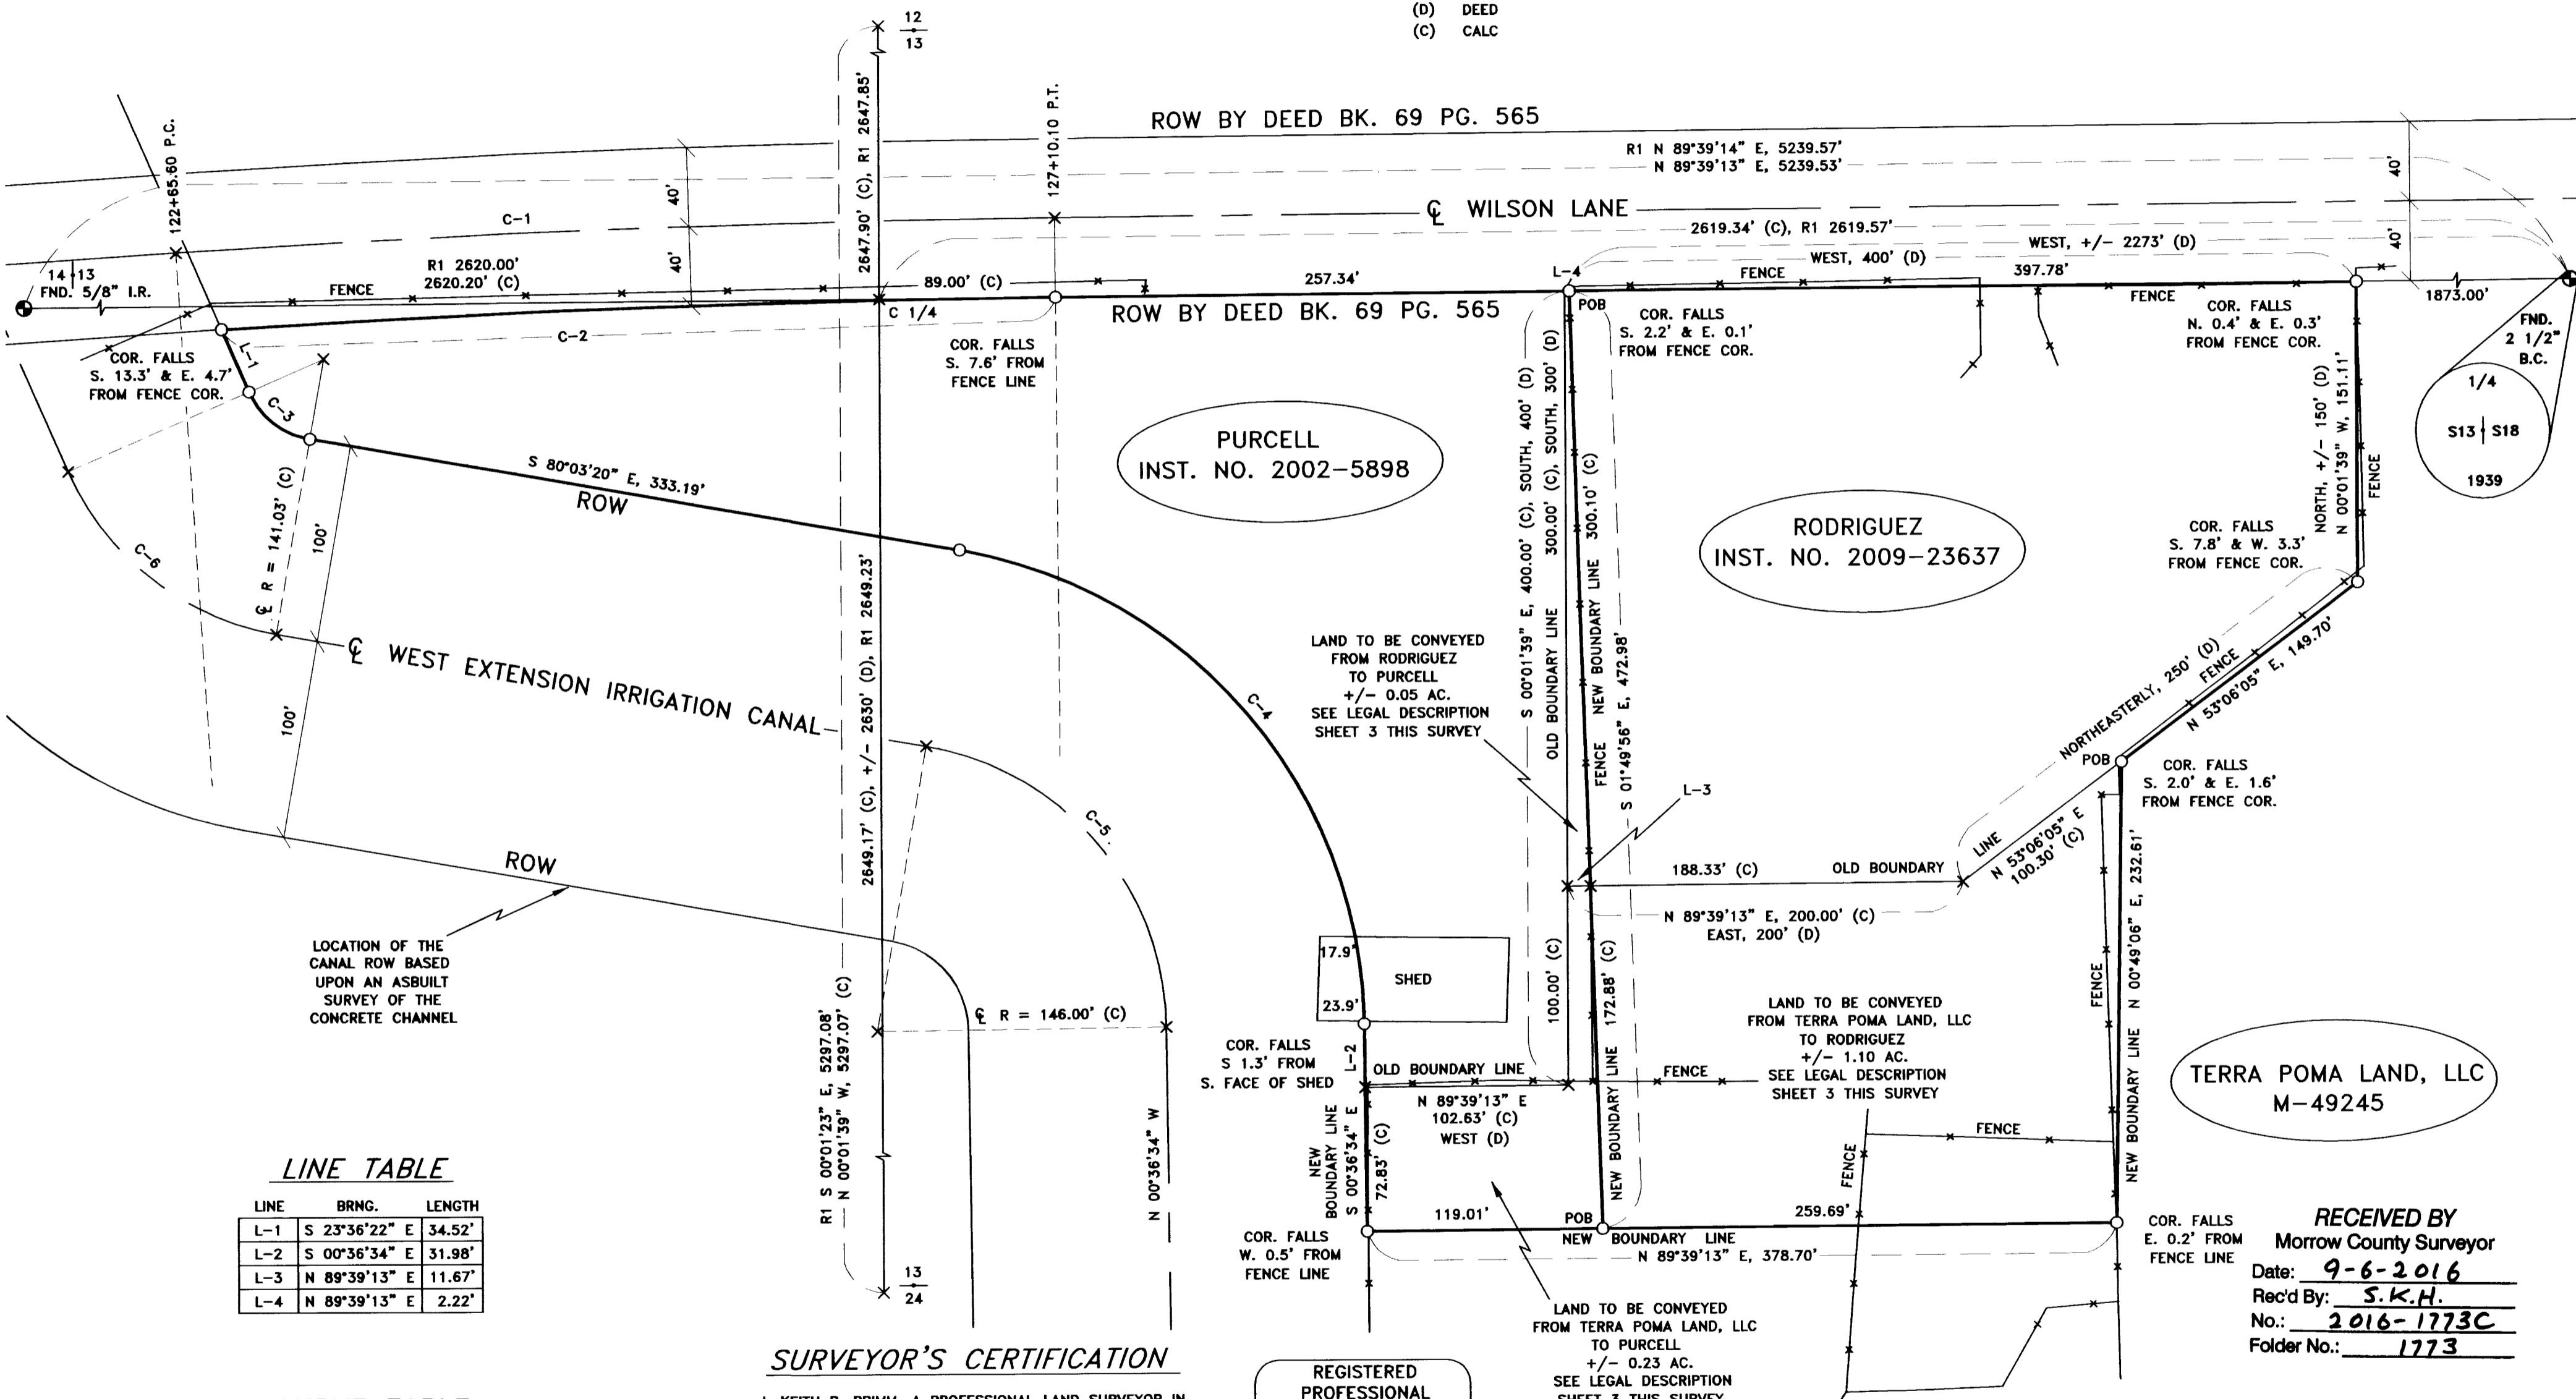 (D) DEED
(C) CALC
12
13
122+65.60 P.C.
2647.90' (C), R1 2647.85'
127+10.10 P.T.
ROW BY DEED BK. 69 PG. 565
R1 N 89°39'14" E, 5239.57'
N 89°39'13" E, 5239.53'
40'
40'
40'
40'
C-1
℄ WILSON LANE
2619.34' (C), R1 2619.57'
WEST, +/- 2273' (D)
WEST, 400' (D)
14 13
FND. 5/8" I.R.
R1 2620.00'
2620.20' (C)
FENCE
89.00' (C)
257.34'
L-4
FENCE
397.78'
FENCE
1873.00'
C 1/4
ROW BY DEED BK. 69 PG. 565
POB
C-2
COR. FALLS
S. 13.3' & E. 4.7'
FROM FENCE COR.
L-1
C-3
COR. FALLS
S. 7.6' FROM
FENCE LINE
COR. FALLS
S. 2.2' & E. 0.1'
FROM FENCE COR.
COR. FALLS
N. 0.4' & E. 0.3'
FROM FENCE COR.
FND.
2 1/2"
B.C.
1/4
S13 S18
1939
PURCELL
INST. NO. 2002-5898
RODRIGUEZ
INST. NO. 2009-23637
S 80°03'20" E, 333.19'
ROW
℄ R = 141.03' (C)
100'
C-6
℄ WEST EXTENSION IRRIGATION CANAL
100'
2649.17' (C), +/- 2630' (D), R1 2649.23'
C-4
C-5
S 00°01'39" E, 400.00' (C), SOUTH, 400' (D)
300.00' (C), SOUTH, 300' (D)
OLD BOUNDARY LINE
NEW BOUNDARY LINE 300.10' (C)
FENCE
S 01°49'56" E, 472.98'
NORTH, +/- 150' (D)
N 00°01'39" W, 151.11'
FENCE
COR. FALLS
S. 7.8' & W. 3.3'
FROM FENCE COR.
LAND TO BE CONVEYED
FROM RODRIGUEZ
TO PURCELL
+/- 0.05 AC.
SEE LEGAL DESCRIPTION
SHEET 3 THIS SURVEY
L-3
NORTHEASTERLY, 250' (D)
FENCE
N 53°06'05" E, 149.70'
POB
COR. FALLS
S. 2.0' & E. 1.6'
FROM FENCE COR.
188.33' (C)
OLD BOUNDARY
LINE
N 53°06'05" E
100.30' (C)
N 89°39'13" E, 200.00' (C)
EAST, 200' (D)
ROW
LOCATION OF THE
CANAL ROW BASED
UPON AN ASBUILT
SURVEY OF THE
CONCRETE CHANNEL
17.9'
SHED
23.9'
100.00' (C)
NEW BOUNDARY LINE 172.88' (C)
℄ R = 146.00' (C)
R1 S 00°01'23" E, 5297.08'
N 00°01'39" W, 5297.07' (C)
N 00°36'34" W
COR. FALLS
S 1.3' FROM
S. FACE OF SHED
L-2
OLD BOUNDARY LINE
FENCE
N 89°39'13" E
102.63' (C)
WEST (D)
NEW
BOUNDARY LINE
S 00°36'34" E
72.83' (C)
LAND TO BE CONVEYED
FROM TERRA POMA LAND, LLC
TO RODRIGUEZ
+/- 1.10 AC.
SEE LEGAL DESCRIPTION
SHEET 3 THIS SURVEY
FENCE
NEW BOUNDARY LINE N 00°49'06" E, 232.61'
FENCE
FENCE
TERRA POMA LAND, LLC
M-49245
119.01'
POB
259.69'
NEW BOUNDARY LINE
N 89°39'13" E, 378.70'
COR. FALLS
W. 0.5' FROM
FENCE LINE
COR. FALLS
E. 0.2' FROM
FENCE LINE
13
24
LINE TABLE
LINE BRNG. LENGTH
L-1 S 23°36'22" E 34.52'
L-2 S 00°36'34" E 31.98'
L-3 N 89°39'13" E 11.67'
L-4 N 89°39'13" E 2.22'
RECEIVED BY
Morrow County Surveyor
Date: 9-6-2016
Rec'd By: S.K.H.
No.: 2016-1773C
Folder No.: 1773
LAND TO BE CONVEYED
FROM TERRA POMA LAND, LLC
TO PURCELL
+/- 0.23 AC.
SEE LEGAL DESCRIPTION
SHEET 3 THIS SURVEY
SURVEYOR'S CERTIFICATION
REGISTERED
PROFESSIONAL